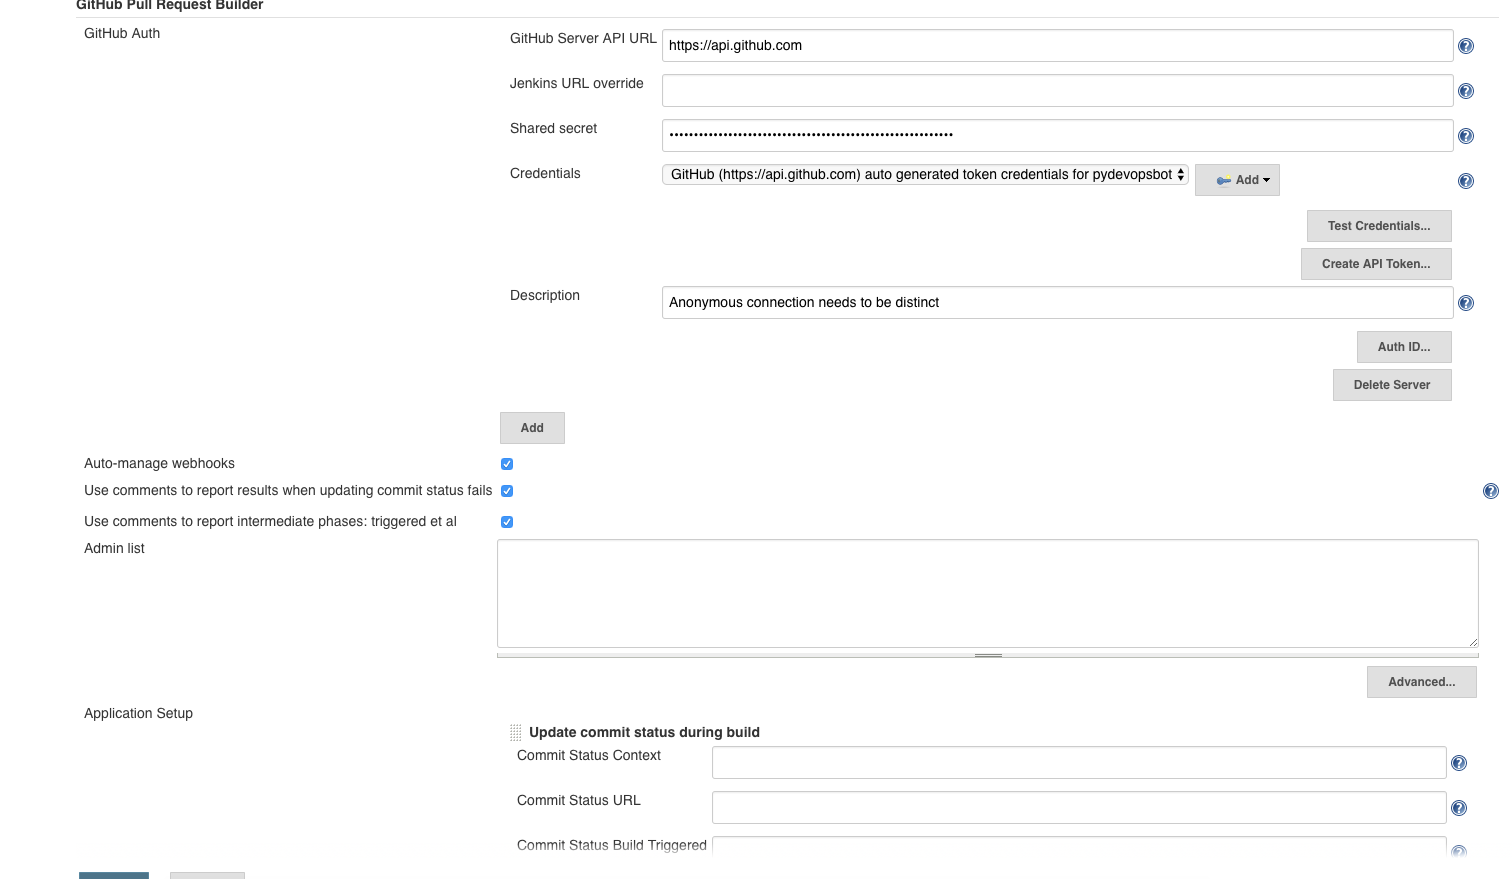 GitHub Pull Request Builder
GitHub Auth
GitHub Server API URL
https://api.github.com
Jenkins URL override
Shared secret
Credentials
GitHub (https://api.github.com) auto generated token credentials for pydevopsbot
Add
Test Credentials...
Create API Token...
Description
Anonymous connection needs to be distinct
Auth ID...
Delete Server
Add
Auto-manage webhooks
Use comments to report results when updating commit status fails
Use comments to report intermediate phases: triggered et al
Admin list
Advanced...
Application Setup
Update commit status during build
Commit Status Context
Commit Status URL
Commit Status Build Triggered